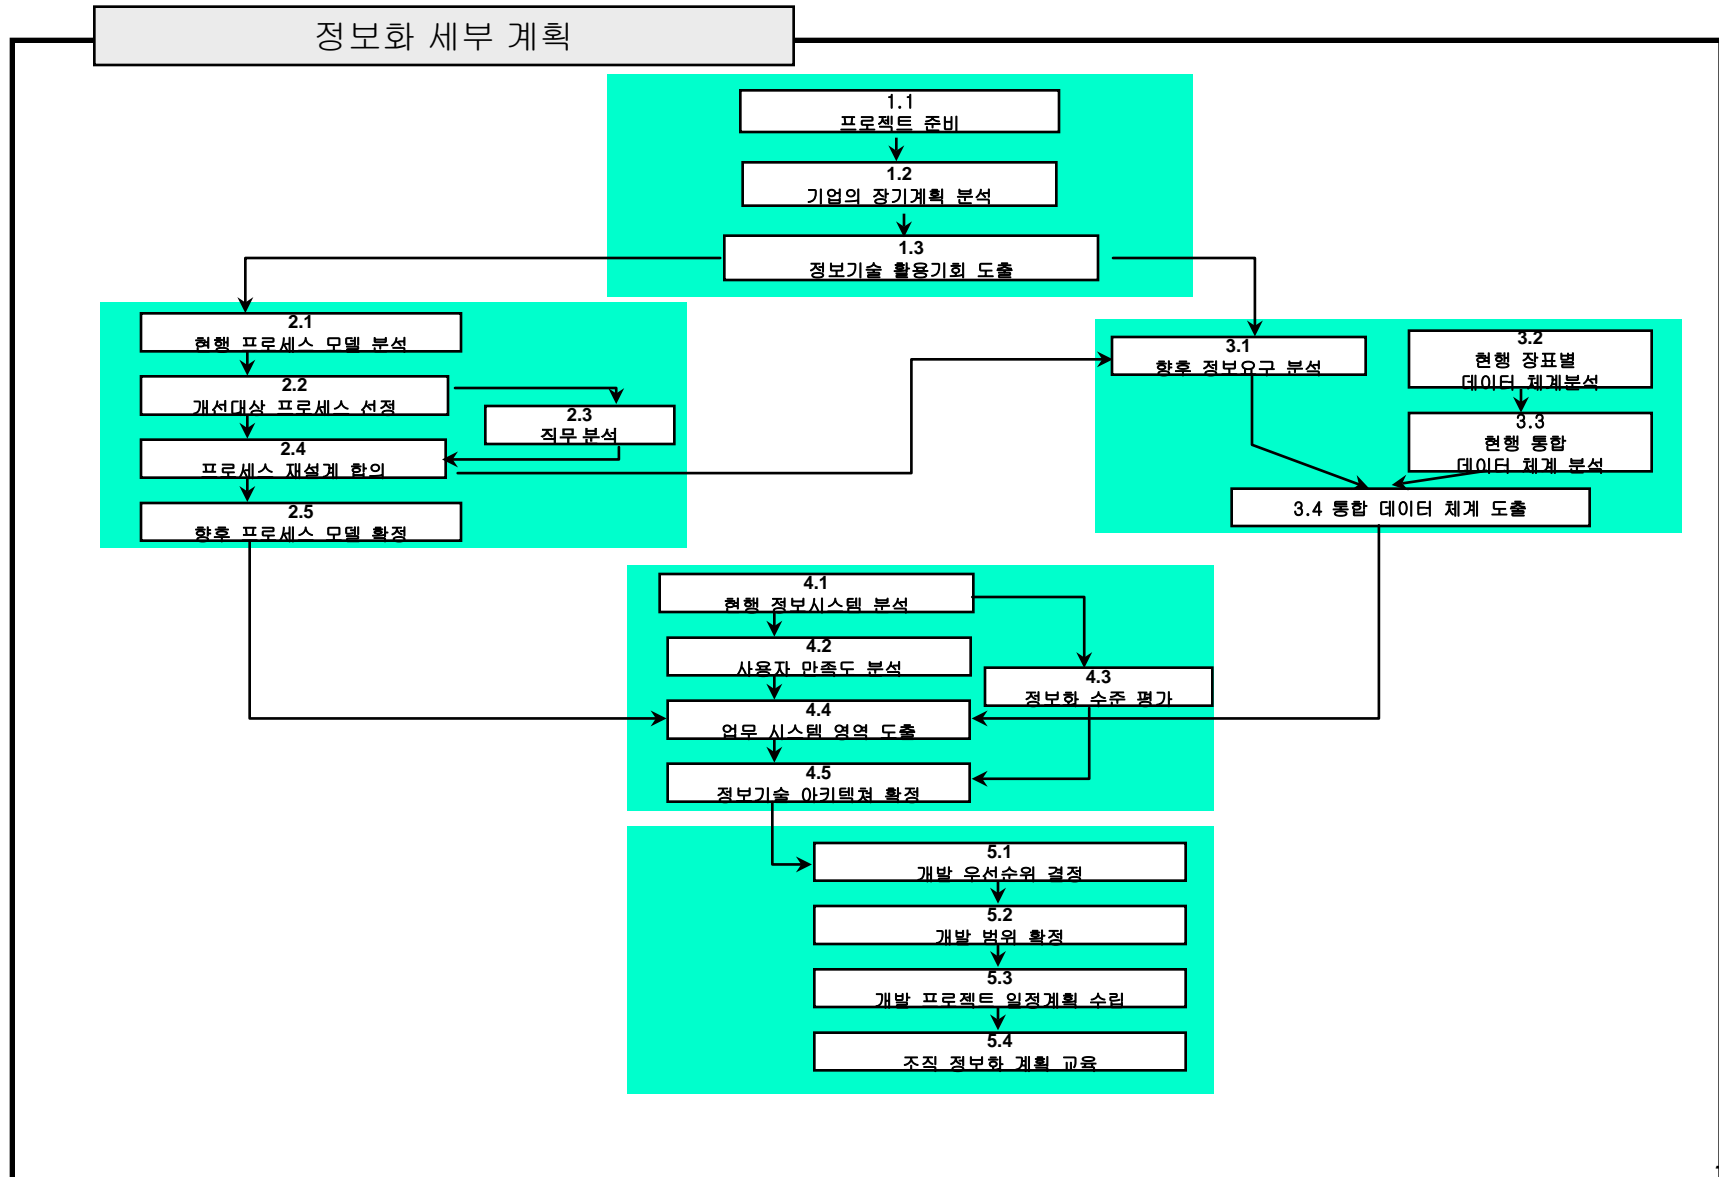 정보화 세부 계획
1.1
프로젝트 준비
1.2
기업의 장기계획 분석
1.3
정보기술 활용기회 도출
2.1
현행 프로세스 모델 분석
2.2
개선대상 프로세스 선정
2.3
직무 분석
2.4
프로세스 재설계 합의
2.5
향후 프로세스 모델 확정
3.1
향후 정보요구 분석
3.2
현행 장표별
데이터 체계분석
3.3
현행 통합
데이터 체계 분석
3.4 통합 데이터 체계 도출
4.1
현행 정보시스템 분석
4.2
사용자 만족도 분석
4.3
정보화 수준 평가
4.4
업무 시스템 영역 도출
4.5
정보기술 아키텍쳐 확정
5.1
개발 우선순위 결정
5.2
개발 범위 확정
5.3
개발 프로젝트 일정계획 수립
5.4
조직 정보화 계획 교육